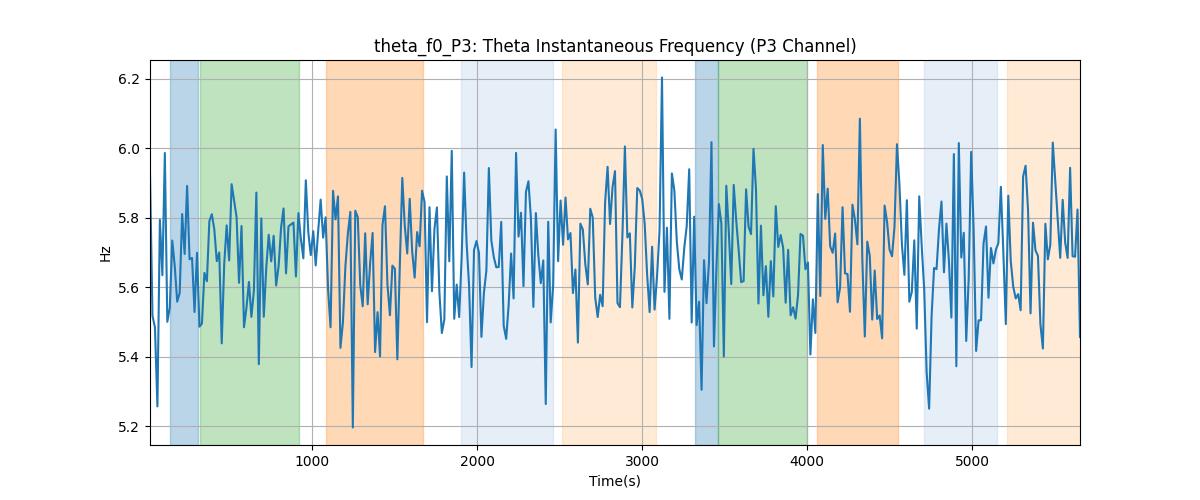 theta_f0_P3: Theta Instantaneous Frequency (P3 Channel)
6.2
6.0
5.8
5.6
5.4
5.2
Hz
1000 2000 3000 4000 5000
Time(s)